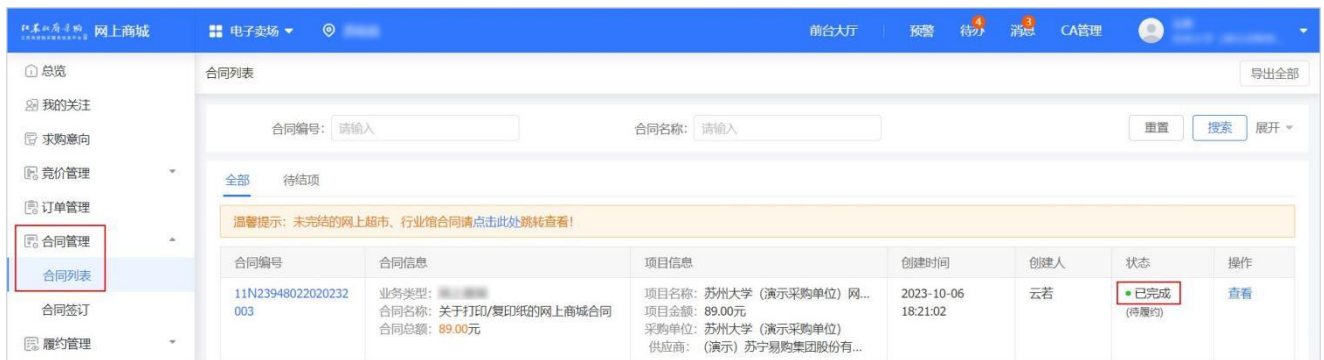 网上商城
电子卖场
前台大厅
预警
待办
4
消息
3
CA管理
总览
我的关注
求购意向
竞价管理
订单管理
合同管理
合同列表
合同签订
履约管理
合同列表
导出全部
合同编号: 请输入
合同名称: 请输入
重置
搜索
展开
全部
待结项
温馨提示: 未完结的网上超市、行业馆合同请点击此处跳转查看!
合同编号
合同信息
项目信息
创建时间
创建人
状态
操作
11N23948022020232
003
业务类型:
合同名称: 关于打印/复印纸的网上商城合同
合同总额: 89.00元
项目名称: 苏州大学（演示采购单位）网...
项目金额: 89.00元
采购单位: 苏州大学（演示采购单位）
供应商: （演示）苏宁易购集团股份有...
2023-10-06
18:21:02
云若
已完成
(待履约)
查看